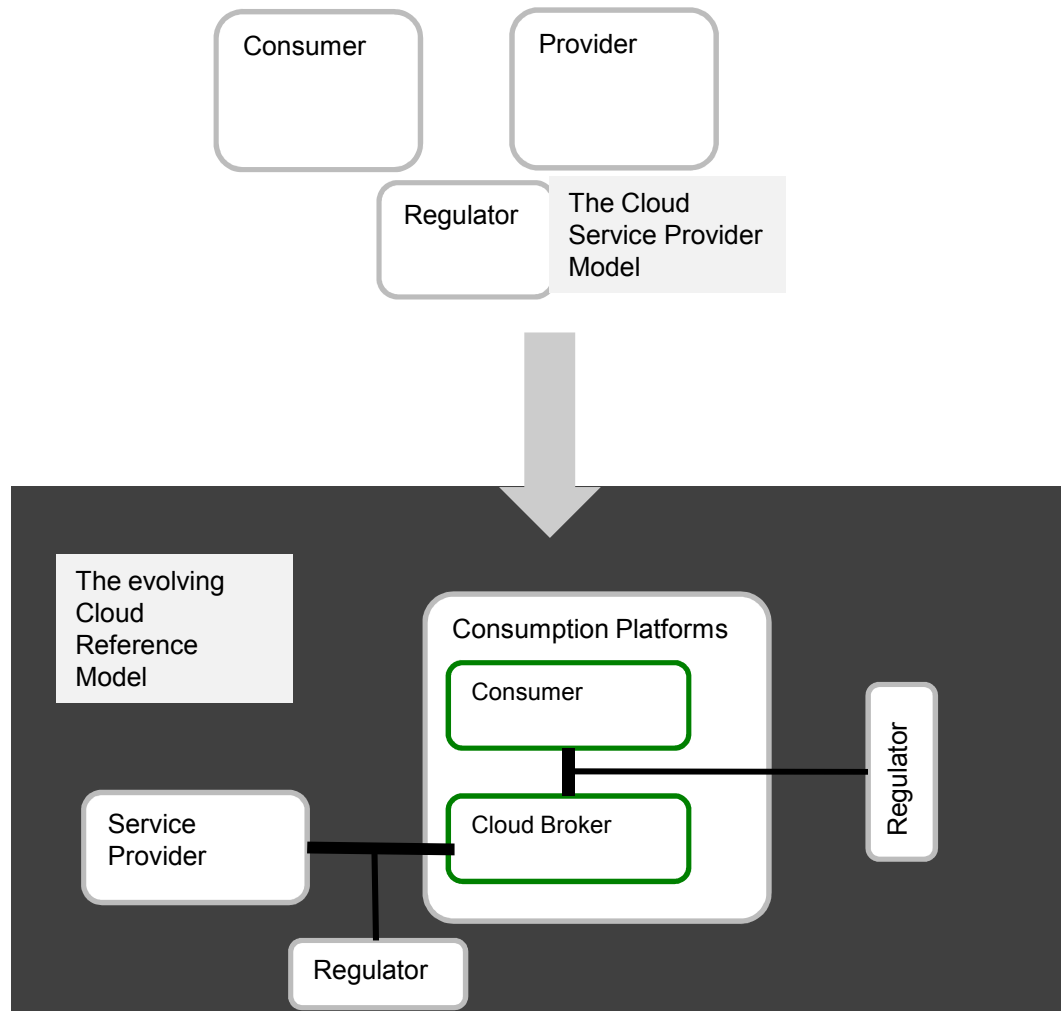 Consumer
Provider
Regulator
The Cloud
Service Provider
Model
The evolving
Cloud
Reference
Model
Consumption Platforms
Consumer
Regulator
Cloud Broker
Service
Provider
Regulator